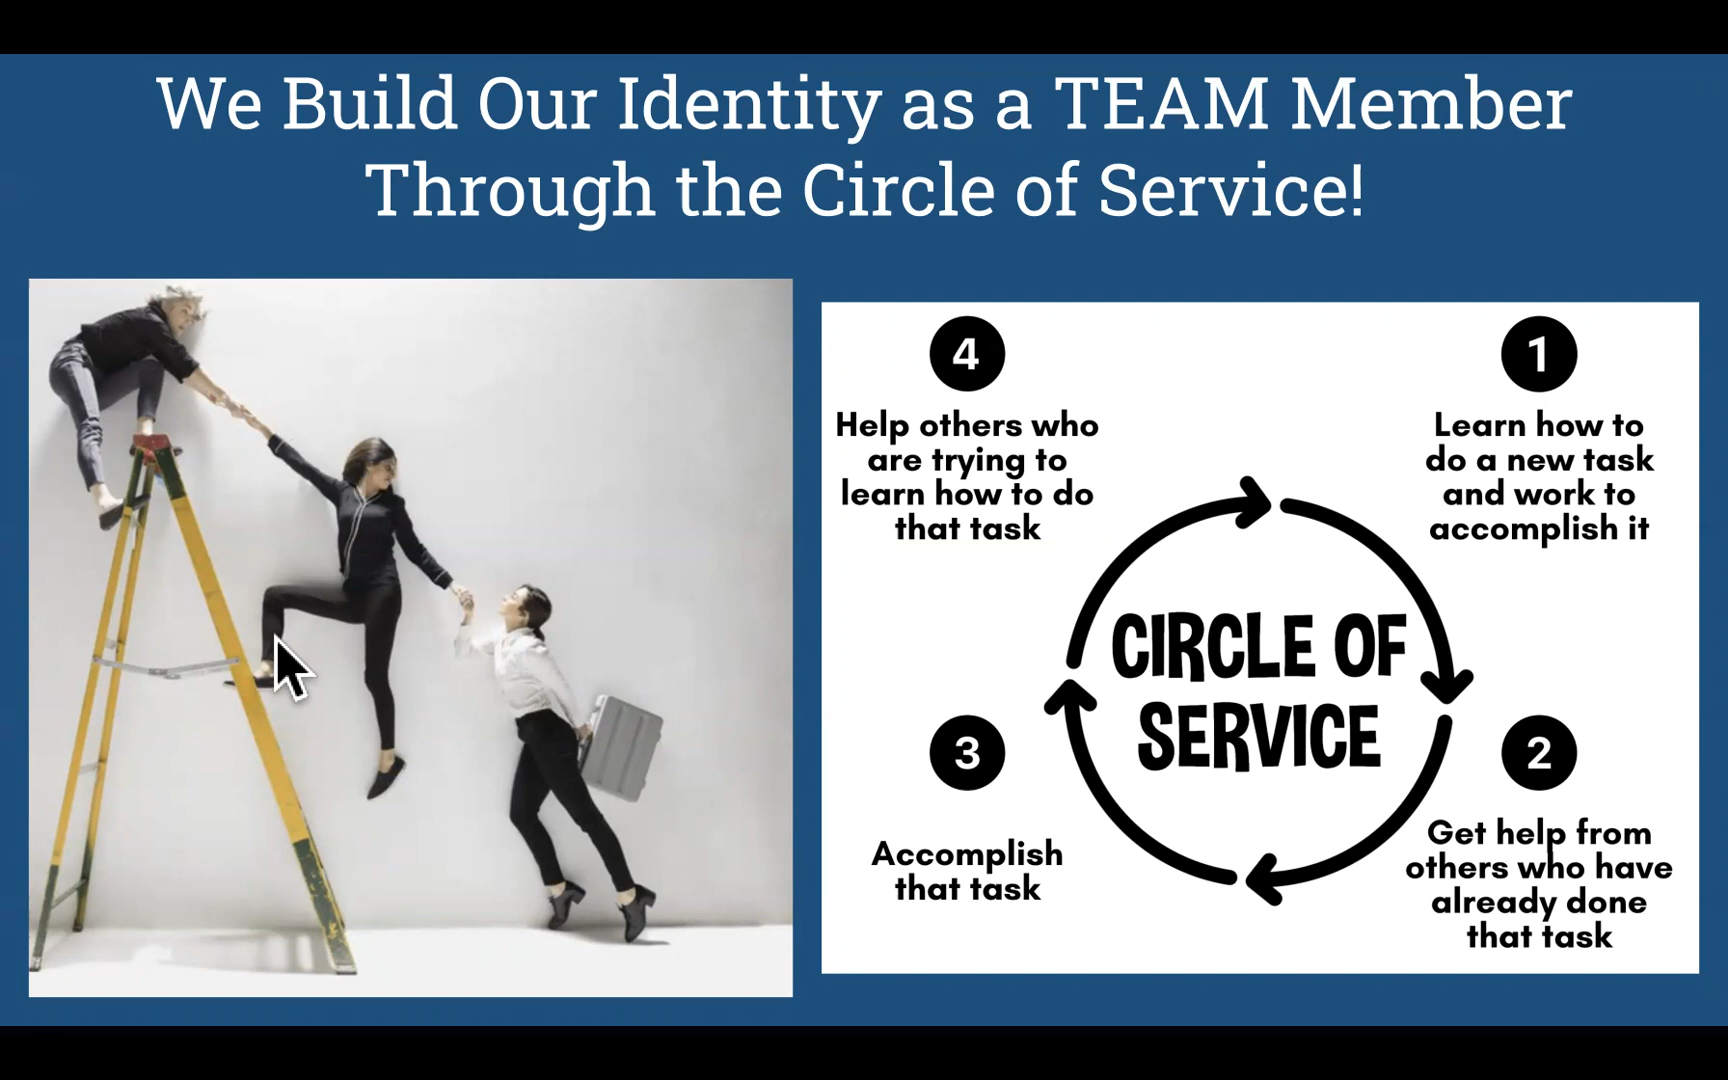 We Build Our Identity as a TEAM Member
Through the Circle of Service!
4
Help others who
are trying to
learn how to do
that task
1
Learn how to
do a new task
and work to
accomplish it
CIRCLE OF
SERVICE
3
Accomplish
that task
2
Get help from
others who have
already done
that task